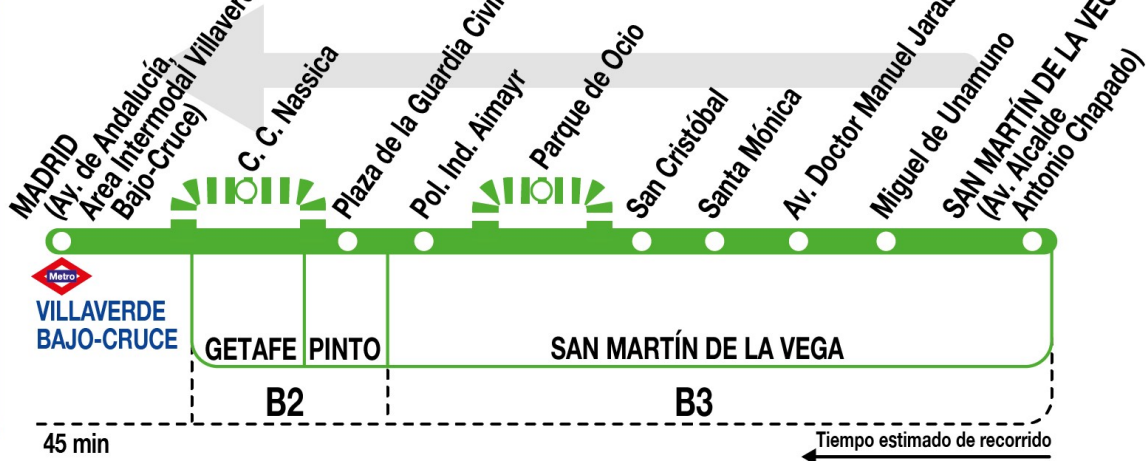 MADRID
(Av. de Andalucía,
Área Intermodal Villaverde
Bajo-Cruce)
C. C. Nassica
Plaza de la Guardia Civil
Pol. Ind. Aimayr
Parque de Ocio
San Cristóbal
Santa Mónica
Av. Doctor Manuel Jarab
Miguel de Unamuno
SAN MARTÍN DE LA VEG
(Av. Alcalde
Antonio Chapado)
Metro
VILLAVERDE
BAJO-CRUCE
GETAFE
PINTO
SAN MARTÍN DE LA VEGA
B2
B3
45 min
Tiempo estimado de recorrido